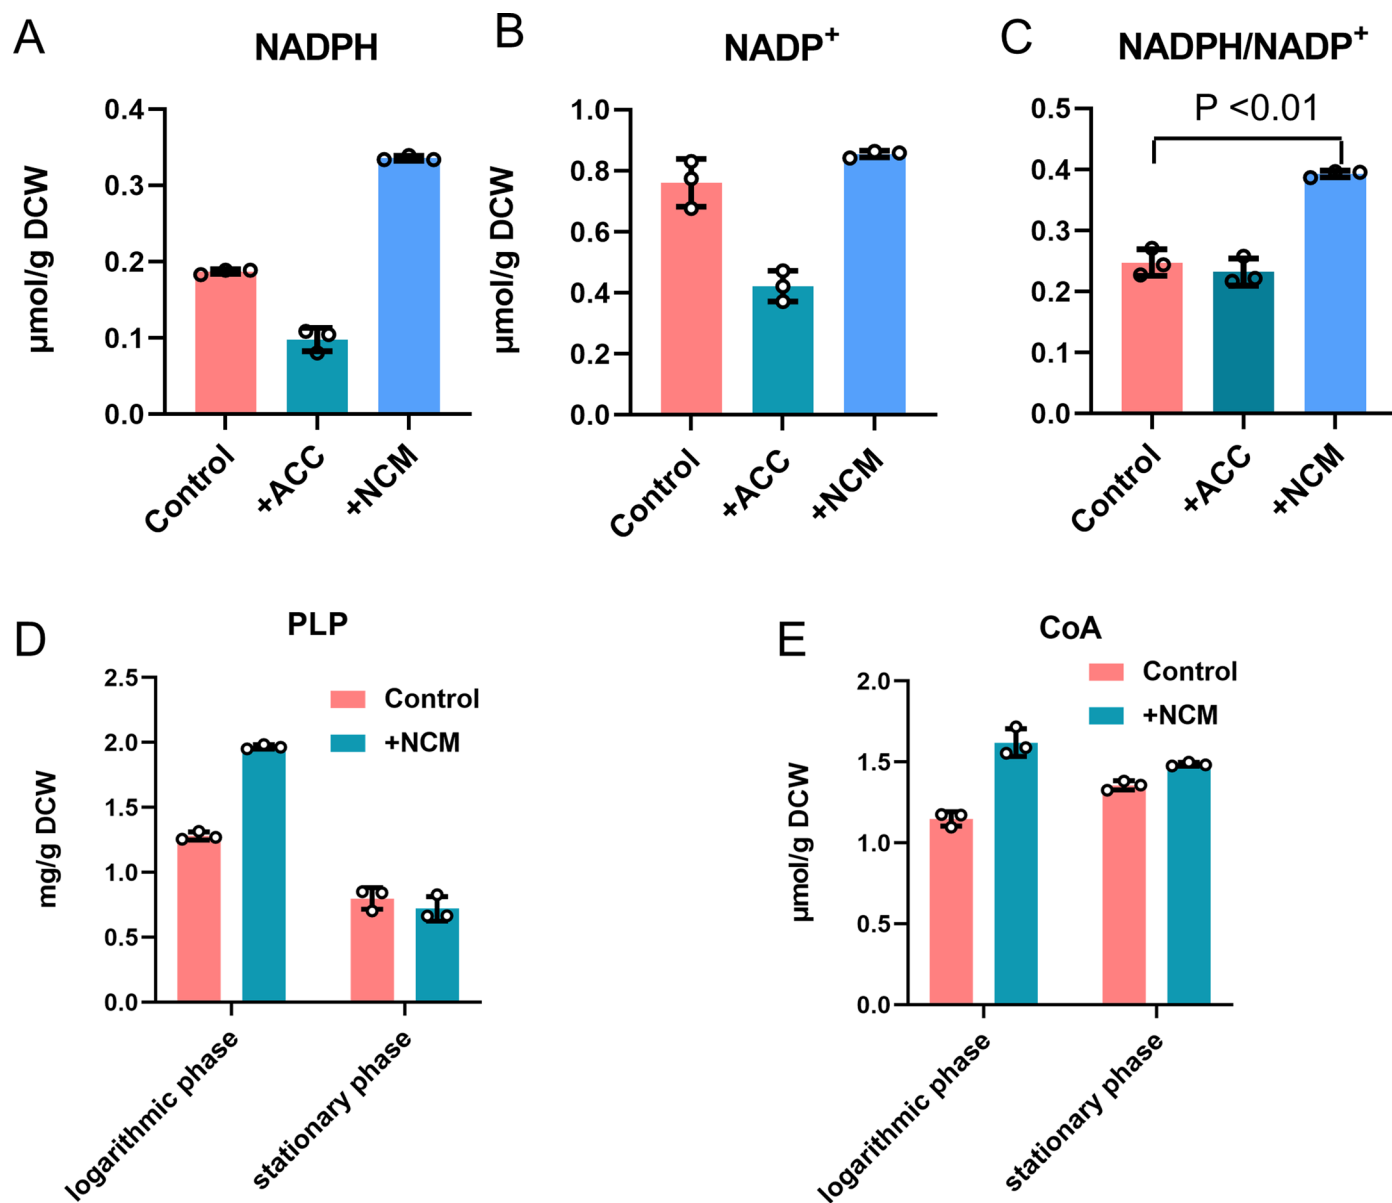 A
NADPH
µmol/g DCW
0.4
0.3
0.2
0.1
0.0
Control
+ACC
+NCM
B
NADP⁺
µmol/g DCW
1.0
0.8
0.6
0.4
0.2
0.0
Control
+ACC
+NCM
C
NADPH/NADP⁺
P <0.01
0.5
0.4
0.3
0.2
0.1
0.0
Control
+ACC
+NCM
D
PLP
Control
+NCM
mg/g DCW
2.5
2.0
1.5
1.0
0.5
0.0
logarithmic phase
stationary phase
E
CoA
Control
+NCM
µmol/g DCW
2.0
1.5
1.0
0.5
0.0
logarithmic phase
stationary phase